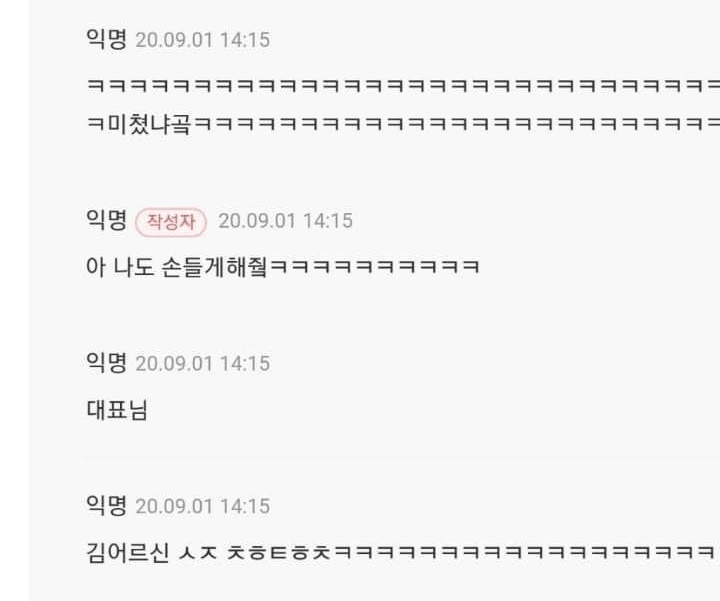 익명 20.09.01 14:15
ㅋㅋㅋㅋㅋㅋㅋㅋㅋㅋㅋㅋㅋㅋㅋㅋㅋㅋㅋㅋㅋㅋㅋㅋㅋㅋㅋㅋㅋㅋ
ㅋ미쳤냐곸ㅋㅋㅋㅋㅋㅋㅋㅋㅋㅋㅋㅋㅋㅋㅋㅋㅋㅋㅋㅋㅋㅋㅋㅋㅋ
익명 작성자 20.09.01 14:15
아 나도 손들게해줰ㅋㅋㅋㅋㅋㅋㅋㅋㅋㅋ
익명 20.09.01 14:15
대표님
익명 20.09.01 14:15
김어르신 ㅅㅈ ㅊㅎㅌㅎㅊㅋㅋㅋㅋㅋㅋㅋㅋㅋㅋㅋㅋㅋㅋㅋㅋㅋㅋ